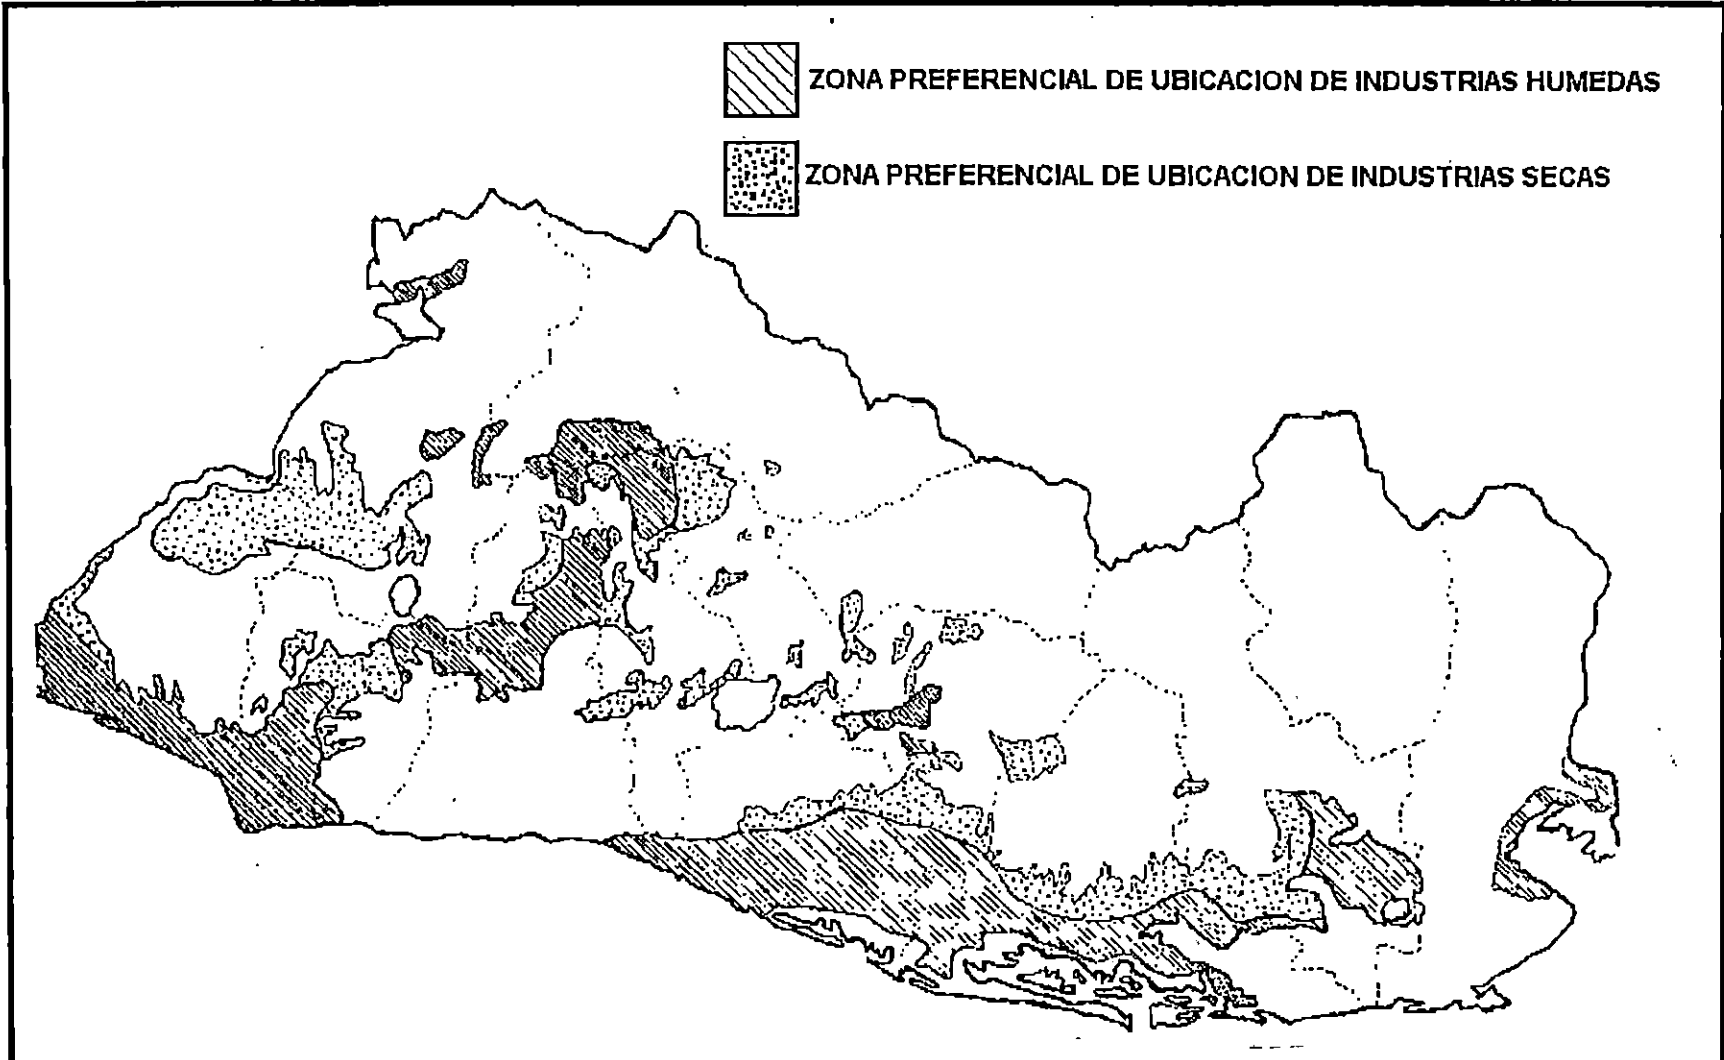 ZONA PREFERENCIAL DE UBICACION DE INDUSTRIAS HUMEDAS
ZONA PREFERENCIAL DE UBICACION DE INDUSTRIAS SECAS